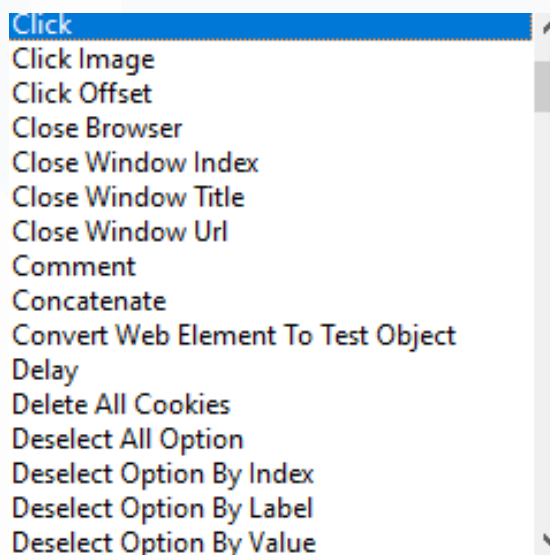 Click
Click Image
Click Offset
Close Browser
Close Window Index
Close Window Title
Close Window Url
Comment
Concatenate
Convert Web Element To Test Object
Delay
Delete All Cookies
Deselect All Option
Deselect Option By Index
Deselect Option By Label
Deselect Option By Value